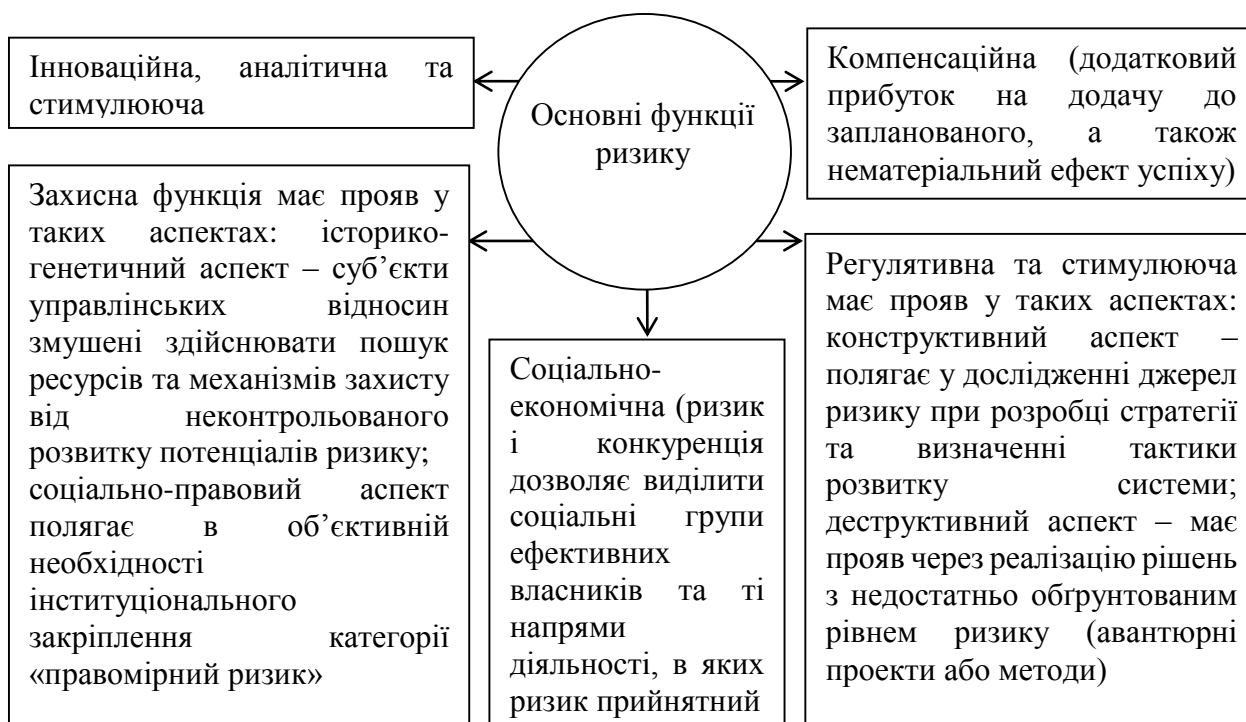 Основні функції
ризику
Інноваційна, аналітична та
стимулююча
Компенсаційна (додатковий
прибуток на додачу до
запланованого, а також
нематеріальний ефект успіху)
Захисна функція має прояв у
таких аспектах: історико-
генетичний аспект – суб’єкти
управлінських відносин
змушені здійснювати пошук
ресурсів та механізмів захисту
від неконтрольованого
розвитку потенціалів ризику;
соціально-правовий аспект
полягає в об’єктивній
необхідності
інституціонального
закріплення категорії
«правомірний ризик»
Соціально-
економічна (ризик
і конкуренція
дозволяє виділити
соціальні групи
ефективних
власників та ті
напрями
діяльності, в яких
ризик прийнятний
Регулятивна та стимулююча
має прояв у таких аспектах:
конструктивний аспект –
полягає у дослідженні джерел
ризику при розробці стратегії
та визначенні тактики
розвитку системи;
деструктивний аспект – має
прояв через реалізацію рішень
з недостатньо обґрунтованим
рівнем ризику (авантюрні
проекти або методи)